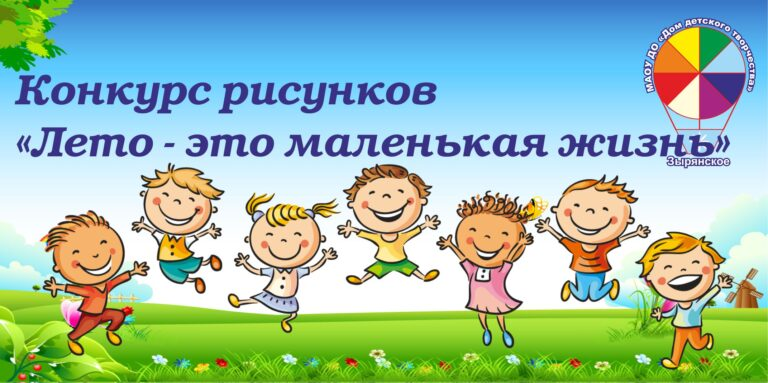 Конкурс рисунков
«Лето - это маленькая жизнь»
МАОУ ДО «Дом детского творчества»
Зырянское